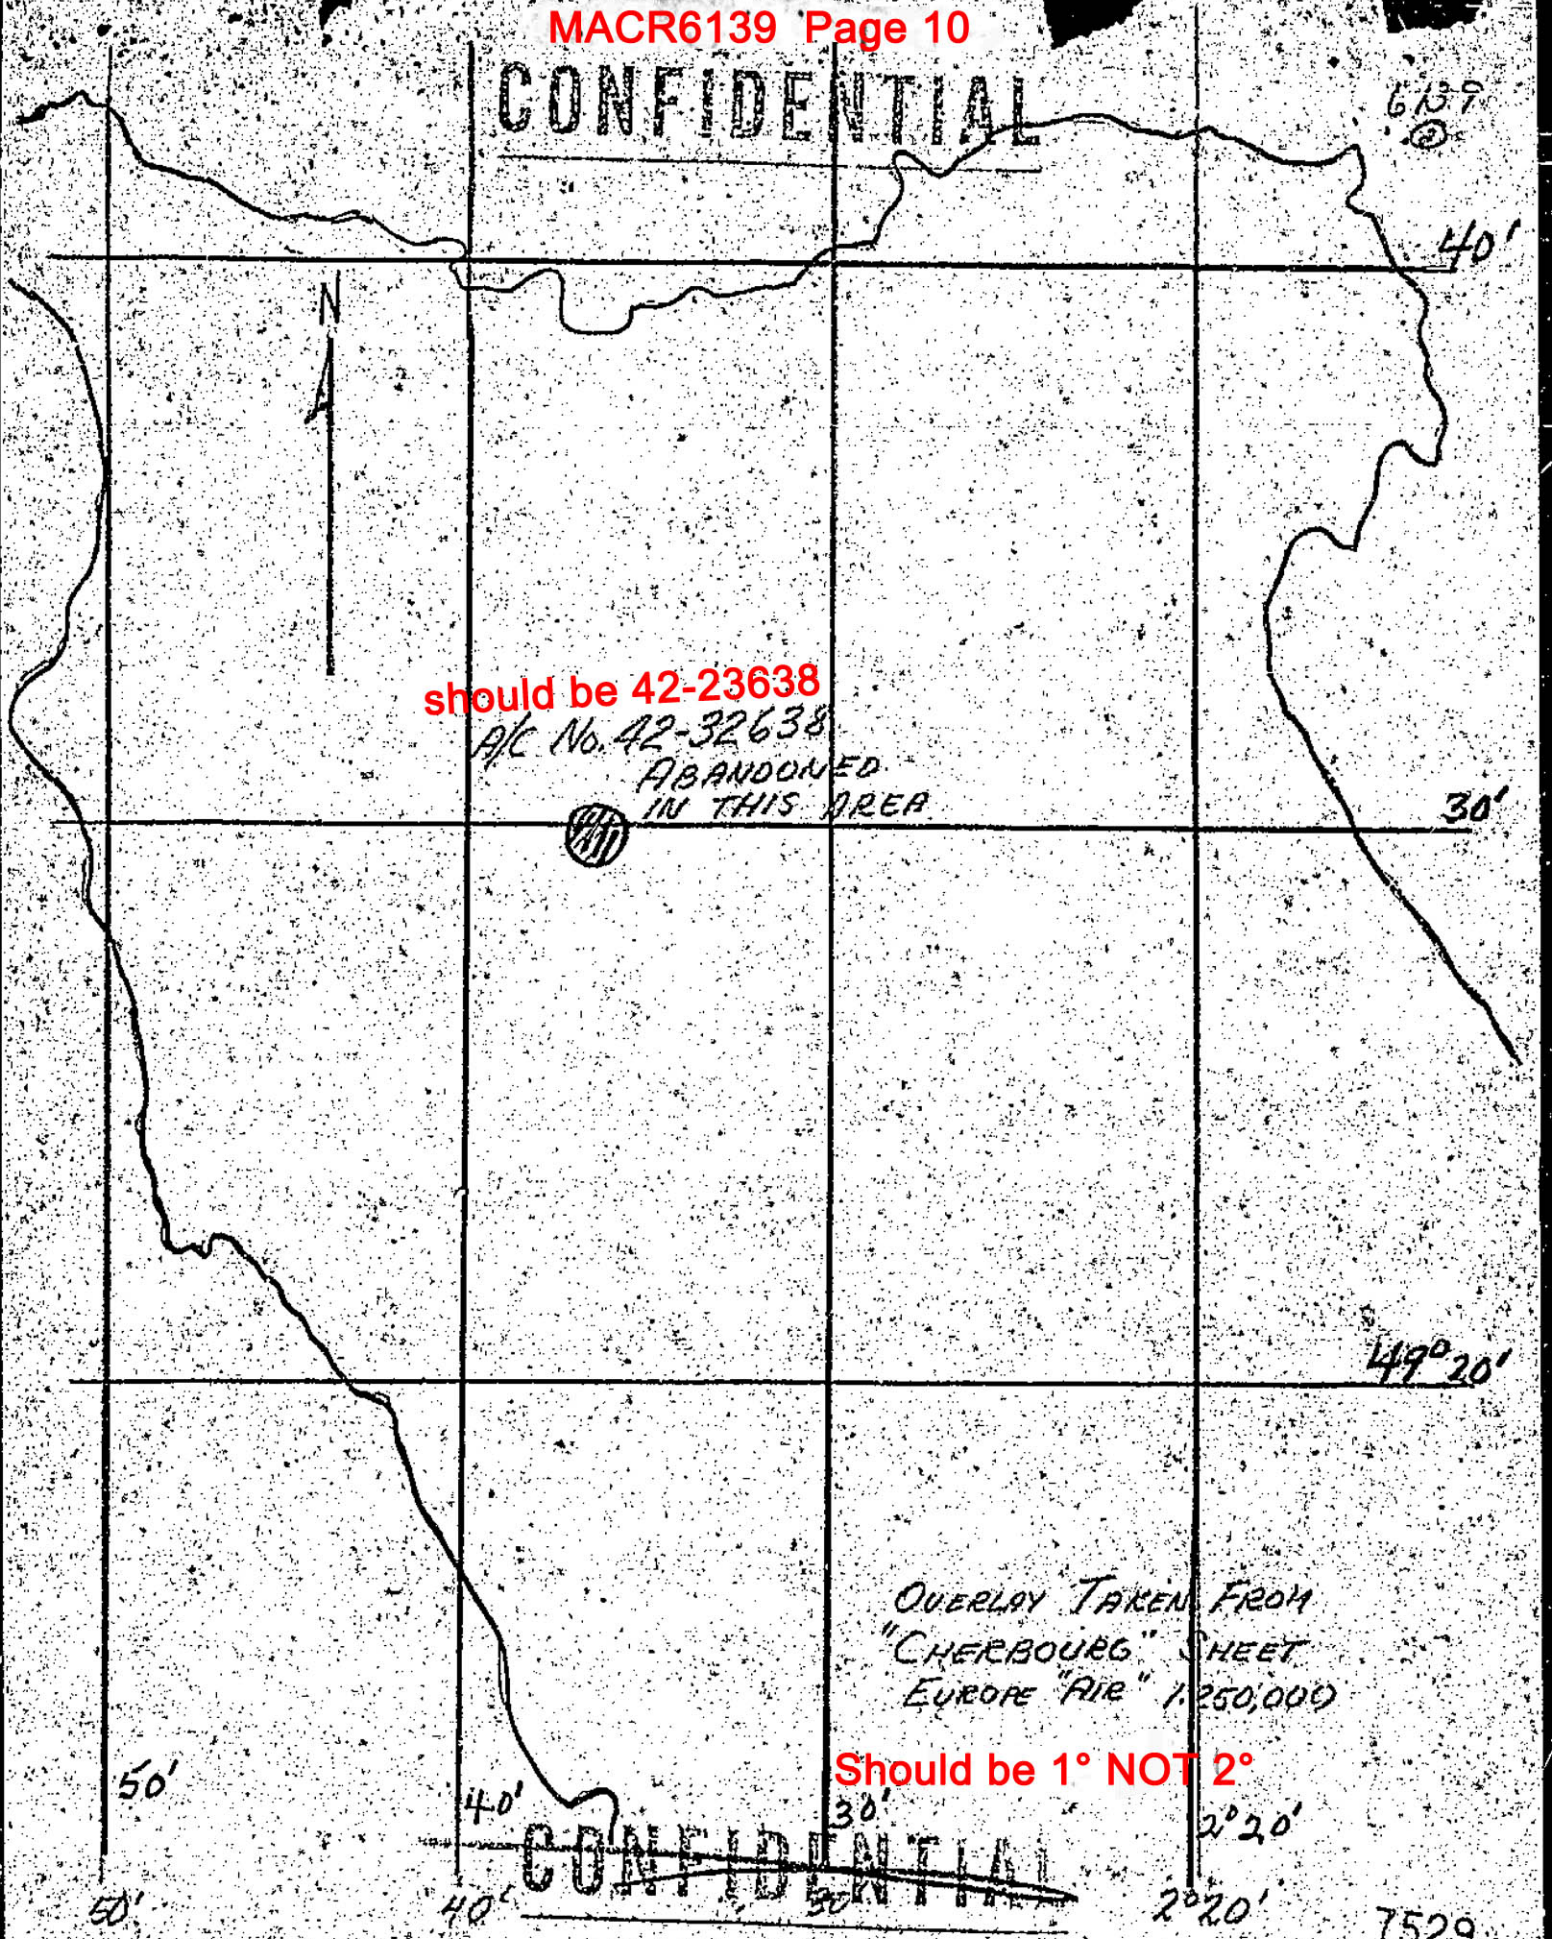 MACR6139 Page 10
CONFIDENTIAL
6139
2
40'
N
should be 42-23638
A/C No. 42-32638
ABANDONED
IN THIS AREA
30'
49° 20'
OVERLAY TAKEN FROM
"CHERBOURG" SHEET
EUROPE "AIR" 1:250,000
Should be 1° NOT 2°
50'
40'
30'
2° 20'
CONFIDENTIAL
50'
40'
30'
2° 20'
7529